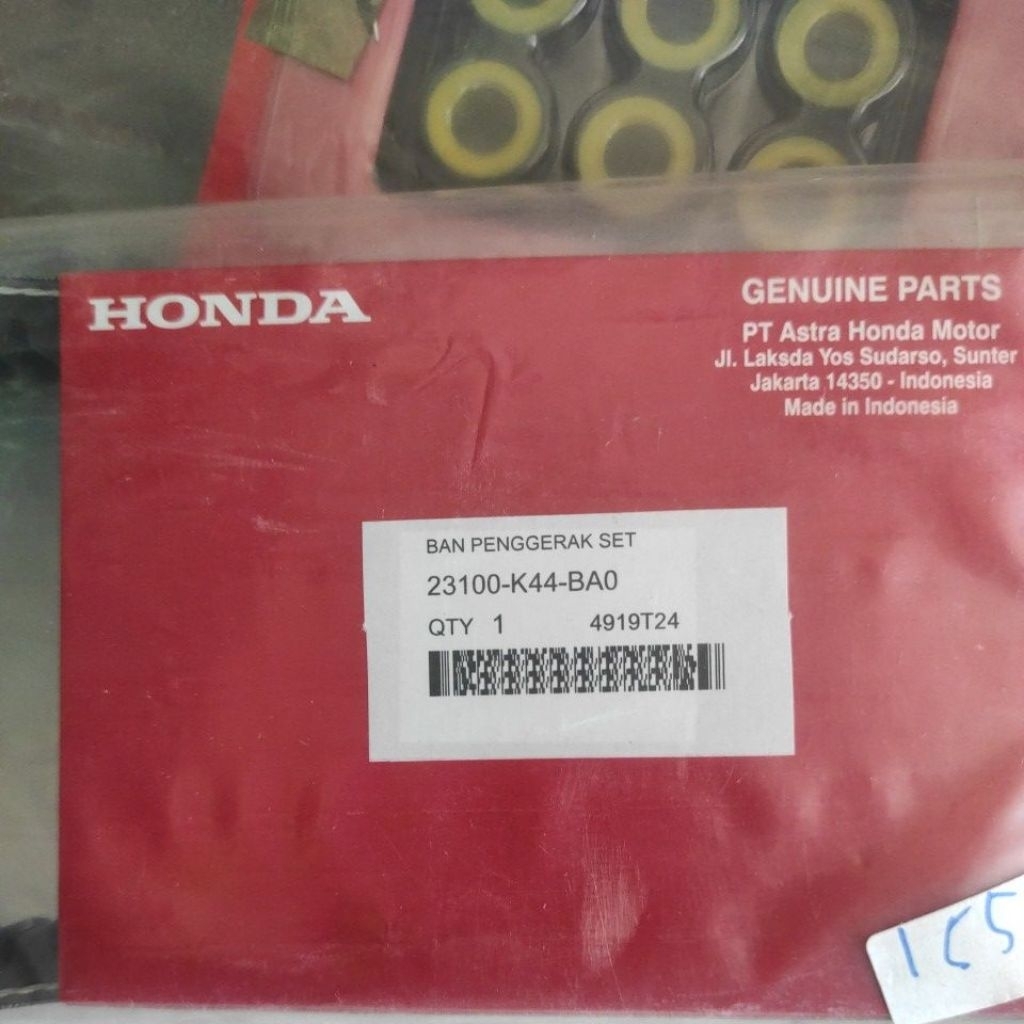 HONDA
GENUINE PARTS
PT Astra Honda Motor
Jl. Laksda Yos Sudarso, Sunter
Jakarta 14350 - Indonesia
Made in Indonesia
BAN PENGGERAK SET
23100-K44-BA0
QTY 1 4919T24